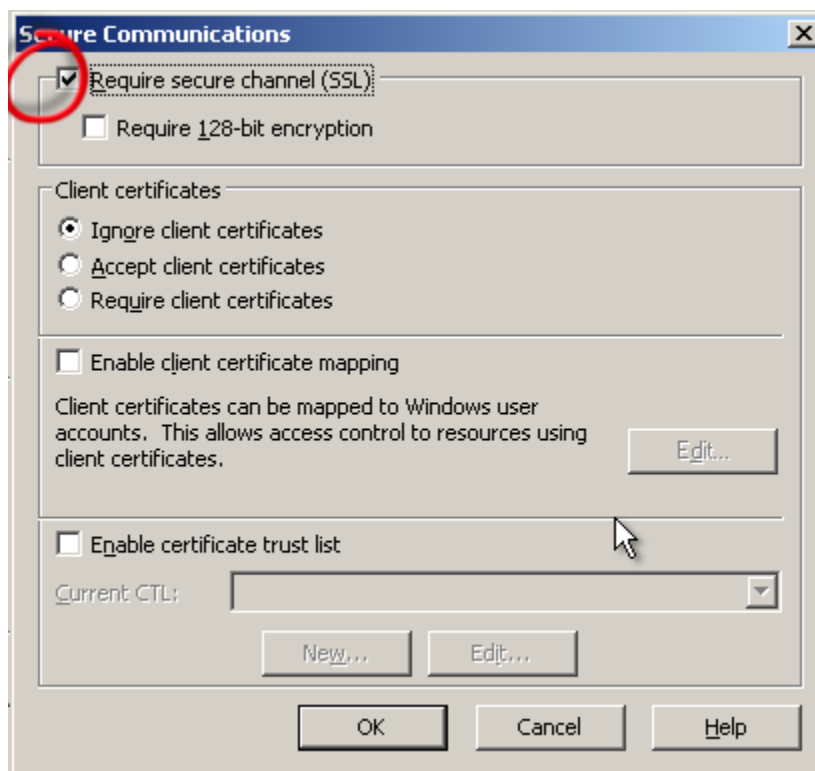 Secure Communications
Require secure channel (SSL)
Require 128-bit encryption
Client certificates
Ignore client certificates
Accept client certificates
Require client certificates
Enable client certificate mapping
Client certificates can be mapped to Windows user
accounts.  This allows access control to resources using
client certificates.
Edit...
Enable certificate trust list
Current CTL:
New... Edit...
OK Cancel Help